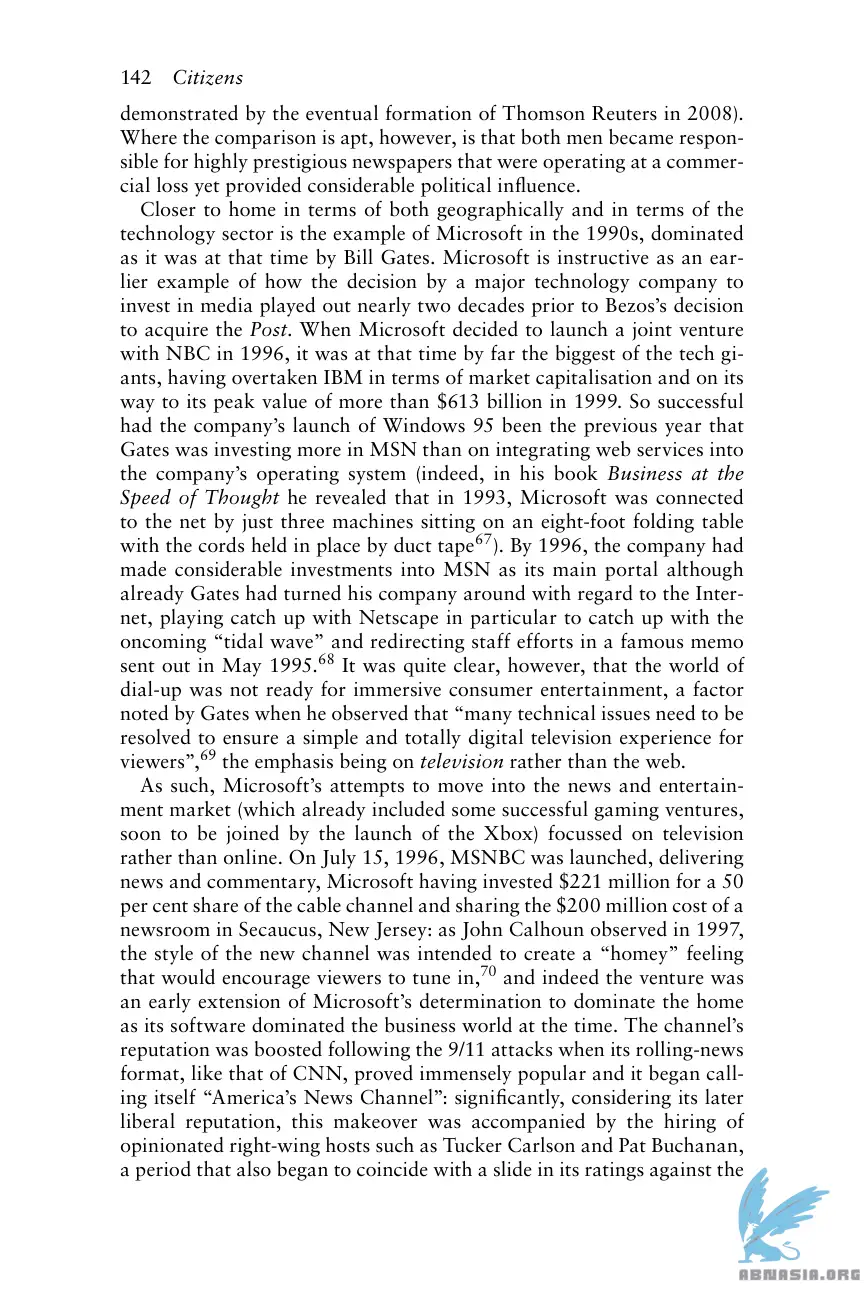 142 Citizens
demonstrated by the eventual formation of Thomson Reuters in 2008).
Where the comparison is apt, however, is that both men became respon-
sible for highly prestigious newspapers that were operating at a commer-
cial loss yet provided considerable political influence.
Closer to home in terms of both geographically and in terms of the
technology sector is the example of Microsoft in the 1990s, dominated
as it was at that time by Bill Gates. Microsoft is instructive as an ear-
lier example of how the decision by a major technology company to
invest in media played out nearly two decades prior to Bezos’s decision
to acquire the Post. When Microsoft decided to launch a joint venture
with NBC in 1996, it was at that time by far the biggest of the tech gi-
ants, having overtaken IBM in terms of market capitalisation and on its
way to its peak value of more than $613 billion in 1999. So successful
had the company’s launch of Windows 95 been the previous year that
Gates was investing more in MSN than on integrating web services into
the company’s operating system (indeed, in his book Business at the
Speed of Thought he revealed that in 1993, Microsoft was connected
to the net by just three machines sitting on an eight-foot folding table
with the cords held in place by duct tape67). By 1996, the company had
made considerable investments into MSN as its main portal although
already Gates had turned his company around with regard to the Inter-
net, playing catch up with Netscape in particular to catch up with the
oncoming “tidal wave” and redirecting staff efforts in a famous memo
sent out in May 1995.68 It was quite clear, however, that the world of
dial-up was not ready for immersive consumer entertainment, a factor
noted by Gates when he observed that “many technical issues need to be
resolved to ensure a simple and totally digital television experience for
viewers”,69 the emphasis being on television rather than the web.
As such, Microsoft’s attempts to move into the news and entertain-
ment market (which already included some successful gaming ventures,
soon to be joined by the launch of the Xbox) focussed on television
rather than online. On July 15, 1996, MSNBC was launched, delivering
news and commentary, Microsoft having invested $221 million for a 50
per cent share of the cable channel and sharing the $200 million cost of a
newsroom in Secaucus, New Jersey: as John Calhoun observed in 1997,
the style of the new channel was intended to create a “homey” feeling
that would encourage viewers to tune in,70 and indeed the venture was
an early extension of Microsoft’s determination to dominate the home
as its software dominated the business world at the time. The channel’s
reputation was boosted following the 9/11 attacks when its rolling-news
format, like that of CNN, proved immensely popular and it began call-
ing itself “America’s News Channel”: significantly, considering its later
liberal reputation, this makeover was accompanied by the hiring of
opinionated right-wing hosts such as Tucker Carlson and Pat Buchanan,
a period that also began to coincide with a slide in its ratings against the
ABNASIA.ORG